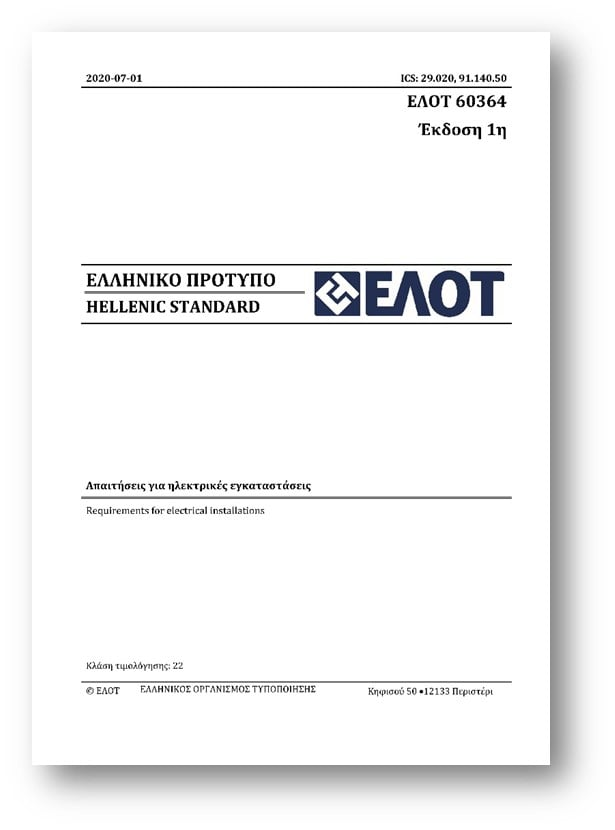 2020-07-01 ICS: 29.020, 91.140.50
ΕΛΟΤ 60364
Έκδοση 1η
ΕΛΛΗΝΙΚΟ ΠΡΟΤΥΠΟ
HELLENIC STANDARD
ΕΛΟΤ
Απαιτήσεις για ηλεκτρικές εγκαταστάσεις
Requirements for electrical installations
Κλάση τιμολόγησης: 22
© ΕΛΟΤ ΕΛΛΗΝΙΚΟΣ ΟΡΓΑΝΙΣΜΟΣ ΤΥΠΟΠΟΙΗΣΗΣ Κηφισού 50 •12133 Περιστέρι